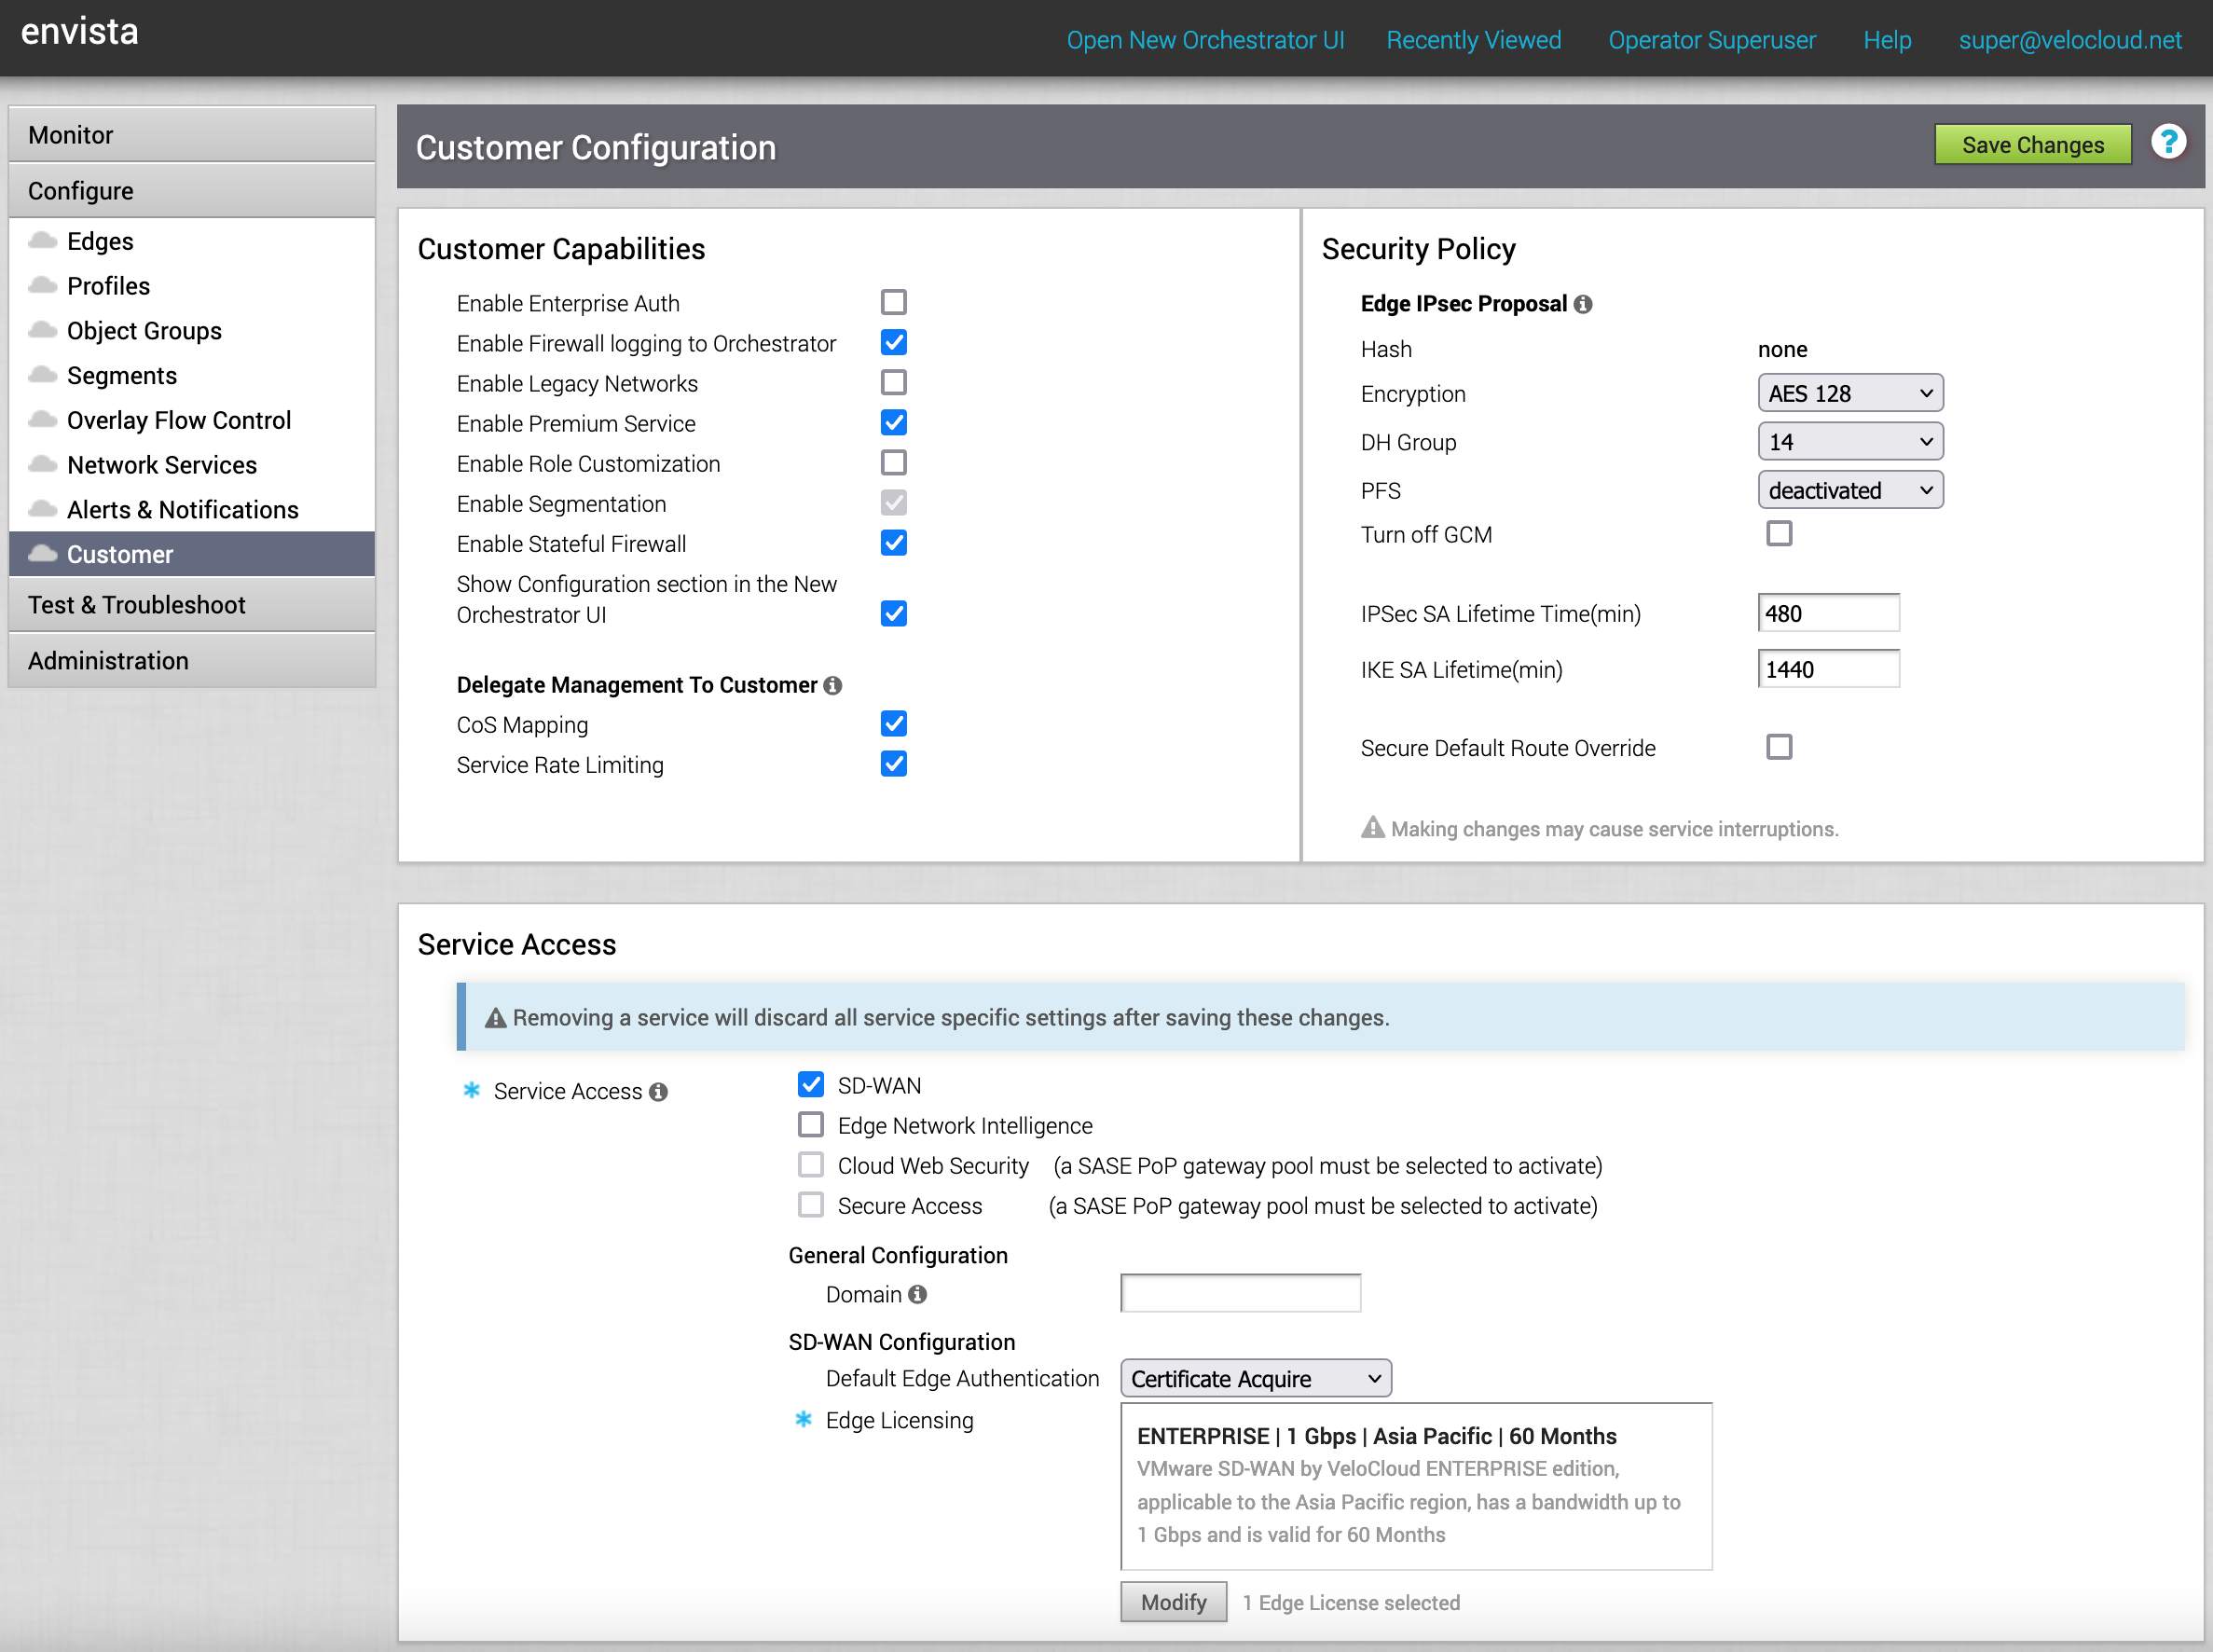 envista
Open New Orchestrator UI Recently Viewed Operator Superuser Help super@velocloud.net
Monitor
Configure
Edges
Profiles
Object Groups
Segments
Overlay Flow Control
Network Services
Alerts & Notifications
Customer
Test & Troubleshoot
Administration
Customer Configuration
Save Changes
?
Customer Capabilities
Enable Enterprise Auth
Enable Firewall logging to Orchestrator
Enable Legacy Networks
Enable Premium Service
Enable Role Customization
Enable Segmentation
Enable Stateful Firewall
Show Configuration section in the New
Orchestrator UI
Delegate Management To Customer
CoS Mapping
Service Rate Limiting
Security Policy
Edge IPsec Proposal
Hash none
Encryption AES 128
DH Group 14
PFS deactivated
Turn off GCM
IPSec SA Lifetime Time(min) 480
IKE SA Lifetime(min) 1440
Secure Default Route Override
Making changes may cause service interruptions.
Service Access
Removing a service will discard all service specific settings after saving these changes.
* Service Access
SD-WAN
Edge Network Intelligence
Cloud Web Security (a SASE PoP gateway pool must be selected to activate)
Secure Access (a SASE PoP gateway pool must be selected to activate)
General Configuration
Domain
SD-WAN Configuration
Default Edge Authentication Certificate Acquire
* Edge Licensing
ENTERPRISE | 1 Gbps | Asia Pacific | 60 Months
VMware SD-WAN by VeloCloud ENTERPRISE edition,
applicable to the Asia Pacific region, has a bandwidth up to
1 Gbps and is valid for 60 Months
Modify 1 Edge License selected